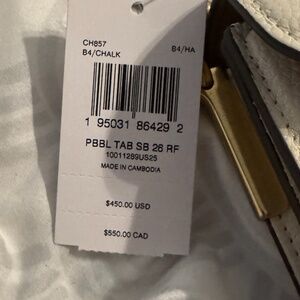 CH857
B4/CHALK B4/HA
1 95031 86429 2
PBBL TAB SB 26 RF
10011289US25
MADE IN CAMBODIA
$450.00 USD
$550.00 CAD